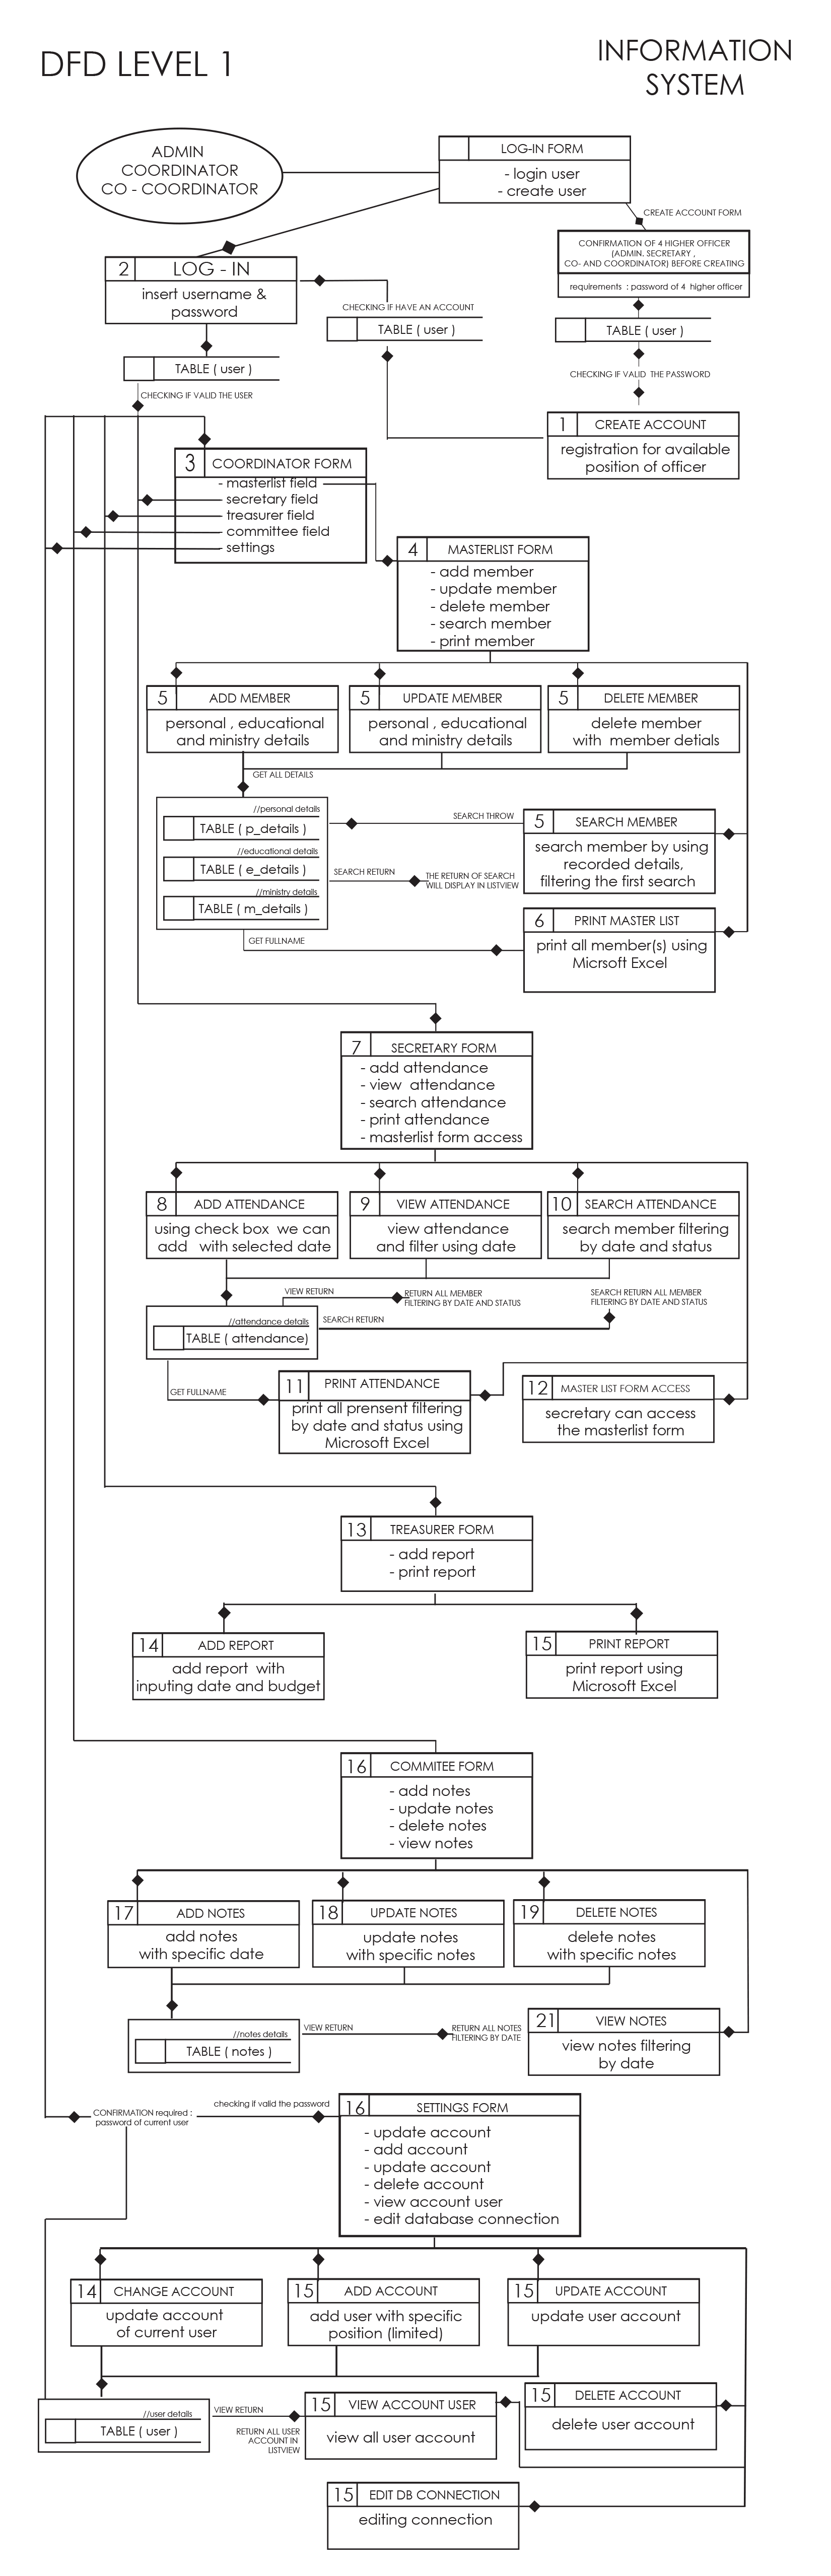 DFD LEVEL 1
INFORMATION
SYSTEM
ADMIN
COORDINATOR
CO - COORDINATOR
LOG-IN FORM
- login user
- create user
CREATE ACCOUNT FORM
CONFIRMATION OF 4 HIGHER OFFICER
(ADMIN. SECRETARY ,
CO- AND COORDINATOR) BEFORE CREATING
requirements : password of 4 higher officer
2 LOG - IN
insert username &
password
CHECKING IF HAVE AN ACCOUNT
TABLE ( user )
TABLE ( user )
TABLE ( user )
CHECKING IF VALID THE PASSWORD
CHECKING IF VALID THE USER
1 CREATE ACCOUNT
registration for available
position of officer
3 COORDINATOR FORM
- masterlist field
- secretary field
- treasurer field
- committee field
- settings
4 MASTERLIST FORM
- add member
- update member
- delete member
- search member
- print member
5 ADD MEMBER
personal , educational
and ministry details
5 UPDATE MEMBER
personal , educational
and ministry details
5 DELETE MEMBER
delete member
with member detials
GET ALL DETAILS
//personal details
TABLE ( p_details )
//educational details
TABLE ( e_details )
//ministry details
TABLE ( m_details )
SEARCH THROW
5 SEARCH MEMBER
search member by using
recorded details,
filtering the first search
SEARCH RETURN
THE RETURN OF SEARCH
WILL DISPLAY IN LISTVIEW
GET FULLNAME
6 PRINT MASTER LIST
print all member(s) using
Micrsoft Excel
7 SECRETARY FORM
- add attendance
- view attendance
- search attendance
- print attendance
- masterlist form access
8 ADD ATTENDANCE
using check box we can
add with selected date
9 VIEW ATTENDANCE
view attendance
and filter using date
10 SEARCH ATTENDANCE
search member filtering
by date and status
VIEW RETURN
RETURN ALL MEMBER
FILTERING BY DATE AND STATUS
SEARCH RETURN ALL MEMBER
FILTERING BY DATE AND STATUS
//attendance details
TABLE ( attendance)
SEARCH RETURN
GET FULLNAME
11 PRINT ATTENDANCE
print all prensent filtering
by date and status using
Microsoft Excel
12 MASTER LIST FORM ACCESS
secretary can access
the masterlist form
13 TREASURER FORM
- add report
- print report
14 ADD REPORT
add report with
inputing date and budget
15 PRINT REPORT
print report using
Microsoft Excel
16 COMMITEE FORM
- add notes
- update notes
- delete notes
- view notes
17 ADD NOTES
add notes
with specific date
18 UPDATE NOTES
update notes
with specific notes
19 DELETE NOTES
delete notes
with specific notes
//notes details
TABLE ( notes )
VIEW RETURN
RETURN ALL NOTES
FILTERING BY DATE
21 VIEW NOTES
view notes filtering
by date
CONFIRMATION required :
password of current user
checking if valid the password
16 SETTINGS FORM
- update account
- add account
- update account
- delete account
- view account user
- edit database connection
14 CHANGE ACCOUNT
update account
of current user
15 ADD ACCOUNT
add user with specific
position (limited)
15 UPDATE ACCOUNT
update user account
//user details
TABLE ( user )
VIEW RETURN
RETURN ALL USER
ACCOUNT IN
LISTVIEW
15 VIEW ACCOUNT USER
view all user account
15 DELETE ACCOUNT
delete user account
15 EDIT DB CONNECTION
editing connection